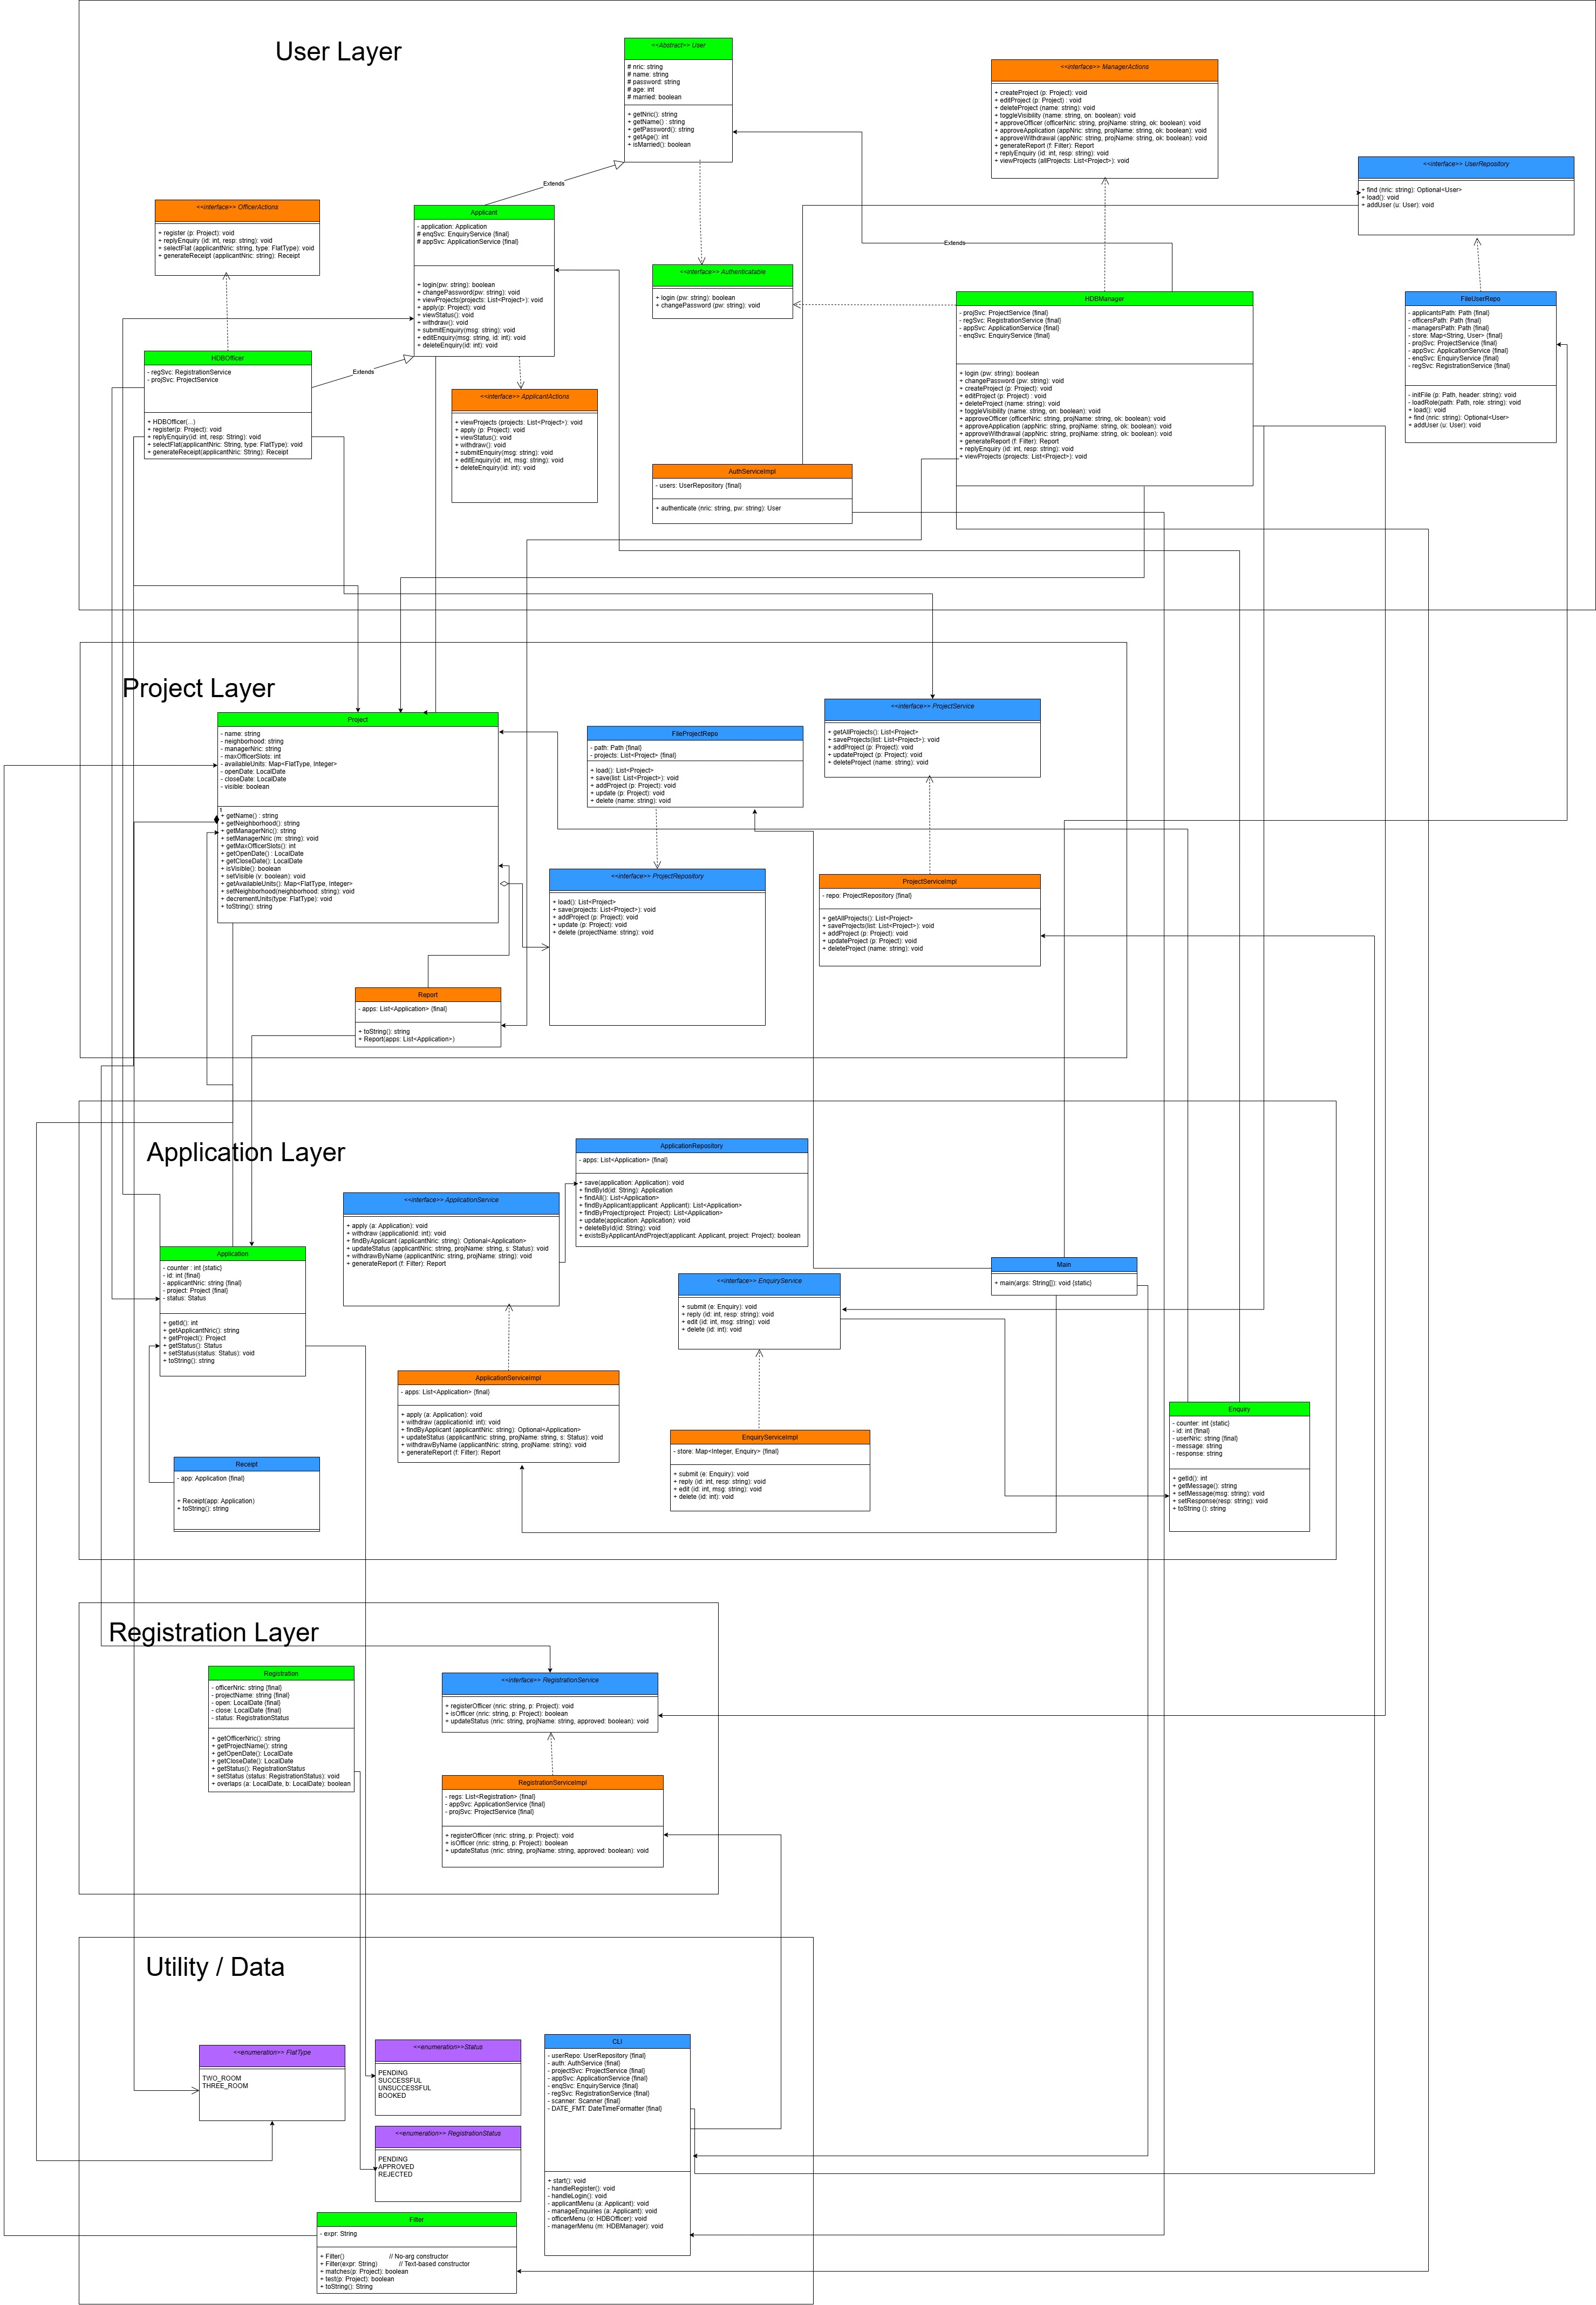 User Layer
<<Abstract>> User
# nric: string
# name: string
# password: string
# age: int
# married: boolean
+ getNric(): string
+ getName() : string
+ getPassword(): string
+ getAge(): int
+ isMarried(): boolean
<<interface>> ManagerActions
+ createProject (p: Project): void
+ editProject (p: Project) : void
+ deleteProject (name: string): void
+ toggleVisibility (name: string, on: boolean): void
+ approveOfficer (officerNric: string, projName: string, ok: boolean): void
+ approveApplication (appNric: string, projName: string, ok: boolean): void
+ approveWithdrawal (appNric: string, projName: string, ok: boolean): void
+ generateReport (f: Filter): Report
+ replyEnquiry (id: int, resp: string): void
+ viewProjects (allProjects: List<Project>): void
<<interface>> UserRepository
+ find (nric: string): Optional<User>
+ load(): void
+ addUser (u: User): void
Extends
<<interface>> OfficerActions
+ register (p: Project): void
+ replyEnquiry (id: int, resp: string): void
+ selectFlat (applicantNric: string, type: FlatType): void
+ generateReceipt (applicantNric: string): Receipt
Applicant
- application: Application
# enqSvc: EnquiryService {final}
# appSvc: ApplicationService {final}
+ login(pw: string): boolean
+ changePassword(pw: string): void
+ viewProjects(projects: List<Project>): void
+ apply(p: Project): void
+ viewStatus(): void
+ withdraw(): void
+ submitEnquiry(msg: string): void
+ editEnquiry(msg: string, id: int): void
+ deleteEnquiry(id: int): void
Extends
<<interface>> Authenticatable
+ login (pw: string): boolean
+ changePassword (pw: string): void
HDBManager
- projSvc: ProjectService {final}
- regSvc: RegistrationService {final}
- appSvc: ApplicationService {final}
- enqSvc: EnquiryService {final}
+ login (pw: string): boolean
+ changePassword (pw: string): void
+ createProject (p: Project): void
+ editProject (p: Project) : void
+ deleteProject (name: string): void
+ toggleVisibility (name: string, on: boolean): void
+ approveOfficer (officerNric: string, projName: string, ok: boolean): void
+ approveApplication (appNric: string, projName: string, ok: boolean): void
+ approveWithdrawal (appNric: string, projName: string, ok: boolean): void
+ generateReport (f: Filter): Report
+ replyEnquiry (id: int, resp: string): void
+ viewProjects (projects: List<Project>): void
FileUserRepo
- applicantsPath: Path {final}
- officersPath: Path {final}
- managersPath: Path {final}
- store: Map<String, User> {final}
- projSvc: ProjectService {final}
- appSvc: ApplicationService {final}
- enqSvc: EnquiryService {final}
- regSvc: RegistrationService {final}
- initFile (p: Path, header: string): void
- loadRole(path: Path, role: string): void
+ load(): void
+ find (nric: string): Optional<User>
+ addUser (u: User): void
HDBOfficer
- regSvc: RegistrationService
- projSvc: ProjectService
+ HDBOfficer(...)
+ register(p: Project): void
+ replyEnquiry(id: int, resp: String): void
+ selectFlat(applicantNric: String, type: FlatType): void
+ generateReceipt(applicantNric: String): Receipt
Extends
<<interface>> ApplicantActions
+ viewProjects (projects: List<Project>): void
+ apply (p: Project): void
+ viewStatus(): void
+ withdraw(): void
+ submitEnquiry(msg: string): void
+ editEnquiry(id: int, msg: string): void
+ deleteEnquiry(id: int): void
AuthServiceImpl
- users: UserRepository {final}
+ authenticate (nric: string, pw: string): User
Project Layer
Project
- name: string
- neighborhood: string
- managerNric: string
- maxOfficerSlots: int
- availableUnits: Map<FlatType, Integer>
- openDate: LocalDate
- closeDate: LocalDate
- visible: boolean
1
+ getName() : string
+ getNeighborhood(): string
+ getManagerNric(): string
+ setManagerNric (m: string): void
+ getMaxOfficerSlots(): int
+ getOpenDate() : LocalDate
+ getCloseDate(): LocalDate
+ isVisible(): boolean
+ setVisible (v: boolean): void
+ getAvailableUnits(): Map<FlatType, Integer>
+ setNeighborhood(neighborhood: string): void
+ decrementUnits(type: FlatType): void
+ toString(): string
FileProjectRepo
- path: Path {final}
- projects: List<Project> {final}
+ load(): List<Project>
+ save(list: List<Project>): void
+ addProject (p: Project): void
+ update (p: Project): void
+ delete (name: string): void
<<interface>> ProjectService
+ getAllProjects(): List<Project>
+ saveProjects(list: List<Project>): void
+ addProject (p: Project): void
+ updateProject (p: Project): void
+ deleteProject (name: string): void
<<interface>> ProjectRepository
+ load(): List<Project>
+ save(projects: List<Project>): void
+ addProject (p: Project): void
+ update (p: Project): void
+ delete (projectName: string): void
ProjectServiceImpl
- repo: ProjectRepository {final}
+ getAllProjects(): List<Project>
+ saveProjects(list: List<Project>): void
+ addProject (p: Project): void
+ updateProject (p: Project): void
+ deleteProject (name: string): void
Report
- apps: List<Application> {final}
+ toString(): string
+ Report(apps: List<Application>)
Application Layer
<<interface>> ApplicationService
+ apply (a: Application): void
+ withdraw (applicationId: int): void
+ findByApplicant (applicantNric: string): Optional<Application>
+ updateStatus (applicantNric: string, projName: string, s: Status): void
+ withdrawByName (applicantNric: string, projName: string): void
+ generateReport (f: Filter): Report
ApplicationRepository
- apps: List<Application> {final}
+ save(application: Application): void
+ findById(id: String): Application
+ findAll(): List<Application>
+ findByApplicant(applicant: Applicant): List<Application>
+ findByProject(project: Project): List<Application>
+ update(application: Application): void
+ deleteById(id: String): void
+ existsByApplicantAndProject(applicant: Applicant, project: Project): boolean
Application
- counter : int {static}
- id: int {final}
- applicantNric: string {final}
- project: Project {final}
- status: Status
+ getId(): int
+ getApplicantNric(): string
+ getProject(): Project
+ getStatus(): Status
+ setStatus(status: Status): void
+ toString(): string
<<interface>> EnquiryService
+ submit (e: Enquiry): void
+ reply (id: int, resp: string): void
+ edit (id: int, msg: string): void
+ delete (id: int): void
Main
+ main(args: String[]): void {static}
ApplicationServiceImpl
- apps: List<Application> {final}
+ apply (a: Application): void
+ withdraw (applicationId: int): void
+ findByApplicant (applicantNric: string): Optional<Application>
+ updateStatus (applicantNric: string, projName: string, s: Status): void
+ withdrawByName (applicantNric: string, projName: string): void
+ generateReport (f: Filter): Report
EnquiryServiceImpl
- store: Map<Integer, Enquiry> {final}
+ submit (e: Enquiry): void
+ reply (id: int, resp: string): void
+ edit (id: int, msg: string): void
+ delete (id: int): void
Enquiry
- counter: int {static}
- id: int {final}
- userNric: string {final}
- message: string
- response: string
+ getId(): int
+ getMessage(): string
+ setMessage(msg: string): void
+ setResponse(resp: string): void
+ toString (): string
Receipt
- app: Application {final}
+ Receipt(app: Application)
+ toString(): string
Registration Layer
Registration
- officerNric: string {final}
- projectName: string {final}
- open: LocalDate {final}
- close: LocalDate {final}
- status: RegistrationStatus
+ getOfficerNric(): string
+ getProjectName(): string
+ getOpenDate(): LocalDate
+ getCloseDate(): LocalDate
+ getStatus(): RegistrationStatus
+ setStatus (status: RegistrationStatus): void
+ overlaps (a: LocalDate, b: LocalDate): boolean
<<interface>> RegistrationService
+ registerOfficer (nric: string, p: Project): void
+ isOfficer (nric: string, p: Project): boolean
+ updateStatus (nric: string, projName: string, approved: boolean): void
RegistrationServiceImpl
- regs: List<Registration> {final}
- appSvc: ApplicationService {final}
- projSvc: ProjectService {final}
+ registerOfficer (nric: string, p: Project): void
+ isOfficer (nric: string, p: Project): boolean
+ updateStatus (nric: string, projName: string, approved: boolean): void
Utility / Data
<<enumeration>> FlatType
TWO_ROOM
THREE_ROOM
<<enumeration>>Status
PENDING
SUCCESSFUL
UNSUCCESSFUL
BOOKED
<<enumeration>> RegistrationStatus
PENDING
APPROVED
REJECTED
CLI
- userRepo: UserRepository {final}
- auth: AuthService {final}
- projectSvc: ProjectService {final}
- appSvc: ApplicationService {final}
- enqSvc: EnquiryService {final}
- regSvc: RegistrationService {final}
- scanner: Scanner {final}
- DATE_FMT: DateTimeFormatter {final}
+ start(): void
- handleRegister(): void
- handleLogin(): void
- applicantMenu (a: Applicant): void
- manageEnquiries (a: Applicant): void
- officerMenu (o: HDBOfficer): void
- managerMenu (m: HDBManager): void
Filter
- expr: String
+ Filter() // No-arg constructor
+ Filter(expr: String) // Text-based constructor
+ matches(p: Project): boolean
+ test(p: Project): boolean
+ toString(): String